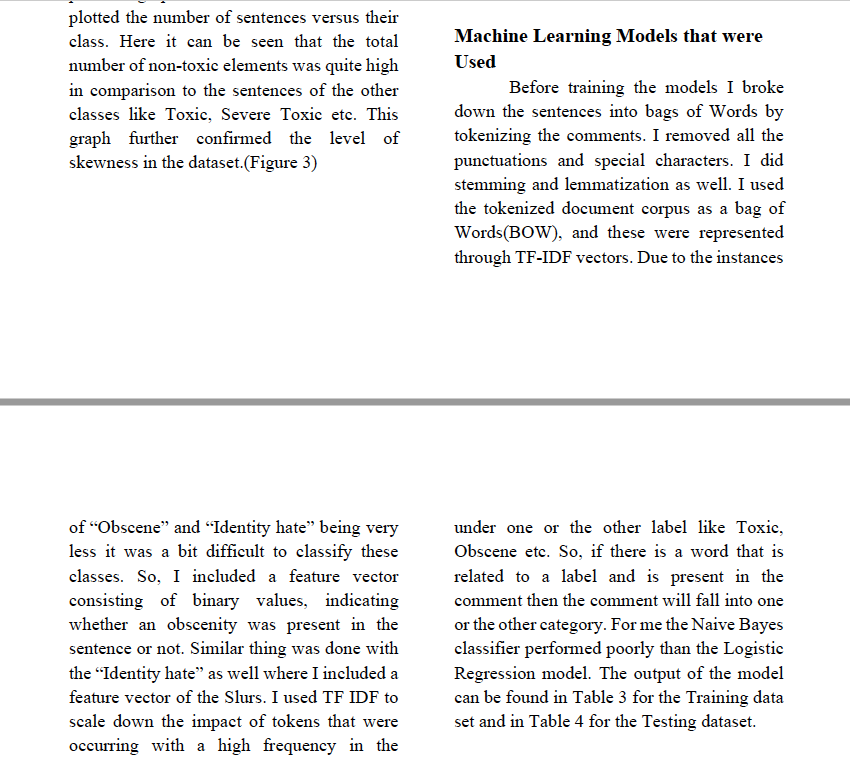 plotted the number of sentences versus their
class. Here it can be seen that the total
number of non-toxic elements was quite high
in comparison to the sentences of the other
classes like Toxic, Severe Toxic etc. This
graph further confirmed the level of
skewness in the dataset.(Figure 3)
Machine Learning Models that were
Used
Before training the models I broke
down the sentences into bags of Words by
tokenizing the comments. I removed all the
punctuations and special characters. I did
stemming and lemmatization as well. I used
the tokenized document corpus as a bag of
Words(BOW), and these were represented
through TF-IDF vectors. Due to the instances
of “Obscene” and “Identity hate” being very
less it was a bit difficult to classify these
classes. So, I included a feature vector
consisting of binary values, indicating
whether an obscenity was present in the
sentence or not. Similar thing was done with
the “Identity hate” as well where I included a
feature vector of the Slurs. I used TF IDF to
scale down the impact of tokens that were
occurring with a high frequency in the
under one or the other label like Toxic,
Obscene etc. So, if there is a word that is
related to a label and is present in the
comment then the comment will fall into one
or the other category. For me the Naive Bayes
classifier performed poorly than the Logistic
Regression model. The output of the model
can be found in Table 3 for the Training data
set and in Table 4 for the Testing dataset.